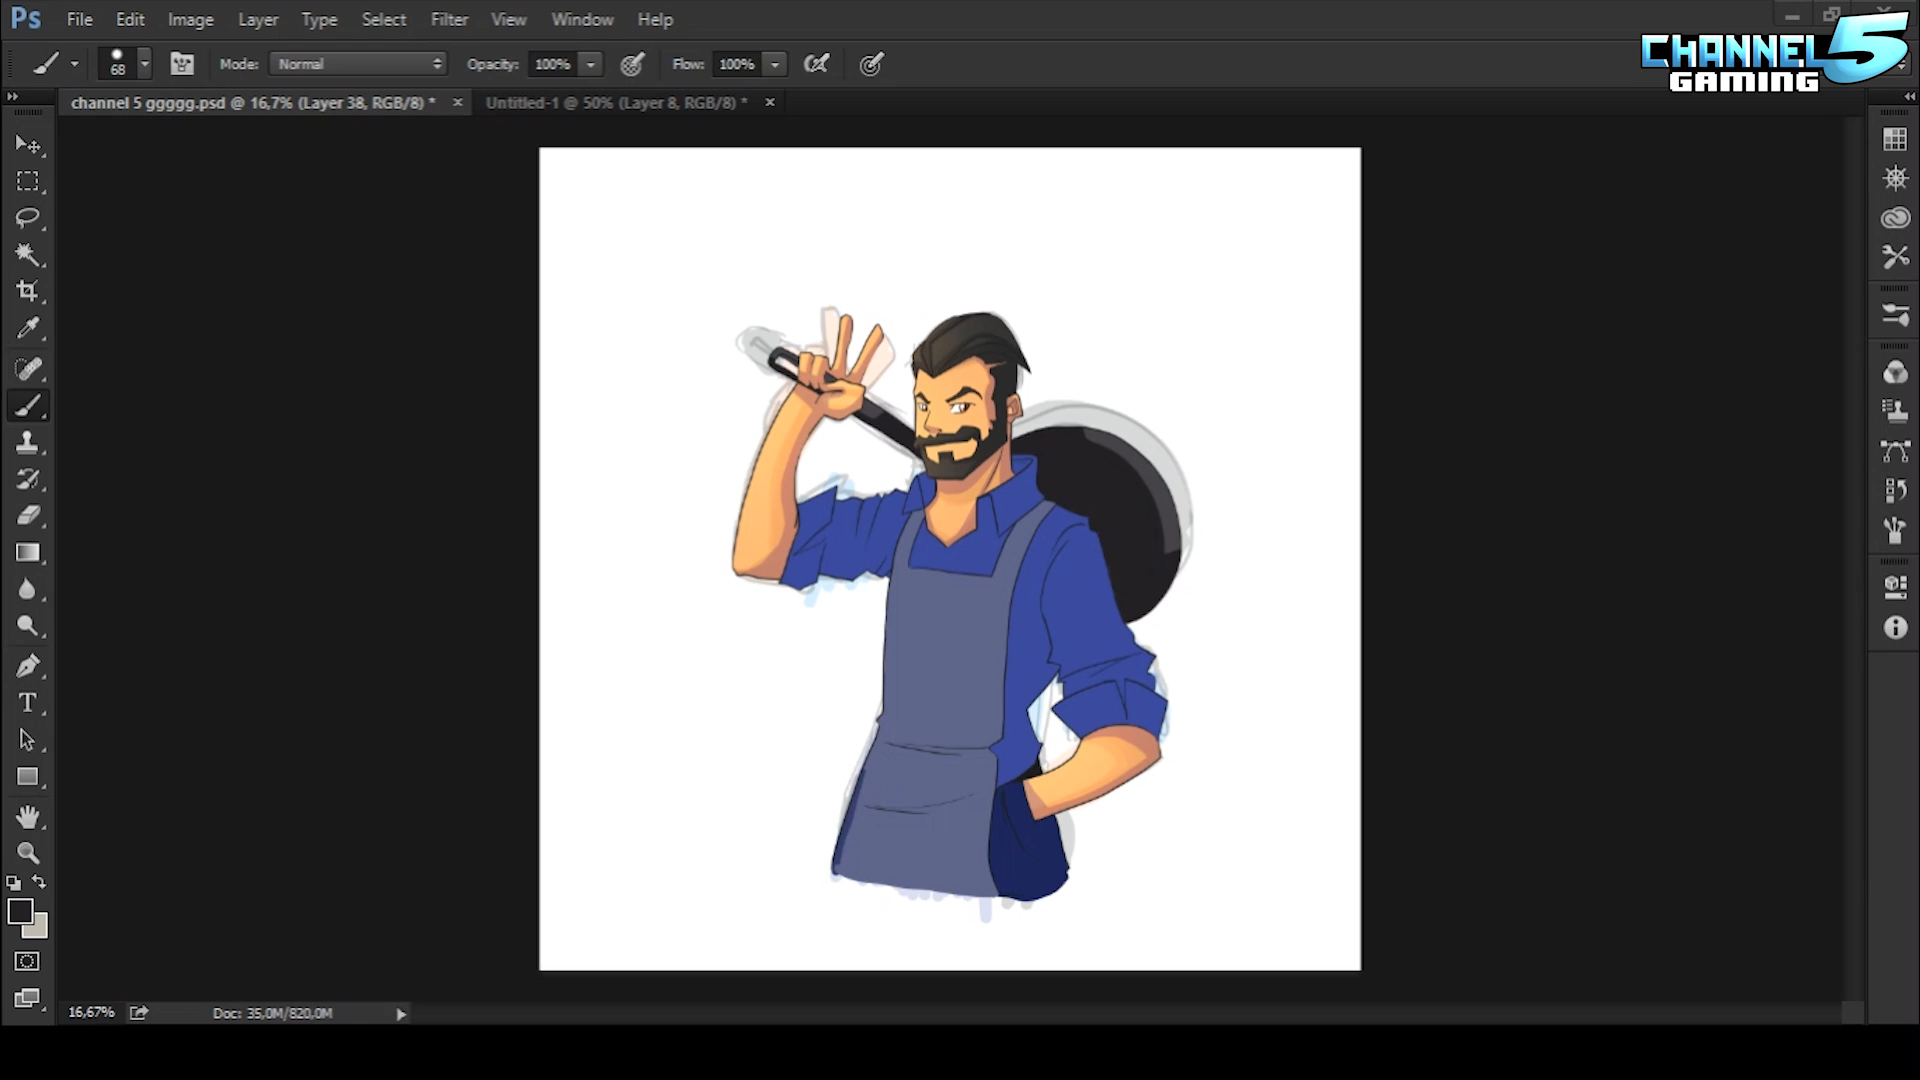 Ps File Edit Image Layer Type Select Filter View Window Help
68 Mode: Normal Opacity: 100% Flow: 100%
CHANNEL 5
GAMING
channel 5 ggggg.psd @ 16,7% (Layer 38, RGB/8) * × Untitled-1 @ 50% (Layer 8, RGB/8) * ×
T
16,67% Doc: 35,0M/820,0M